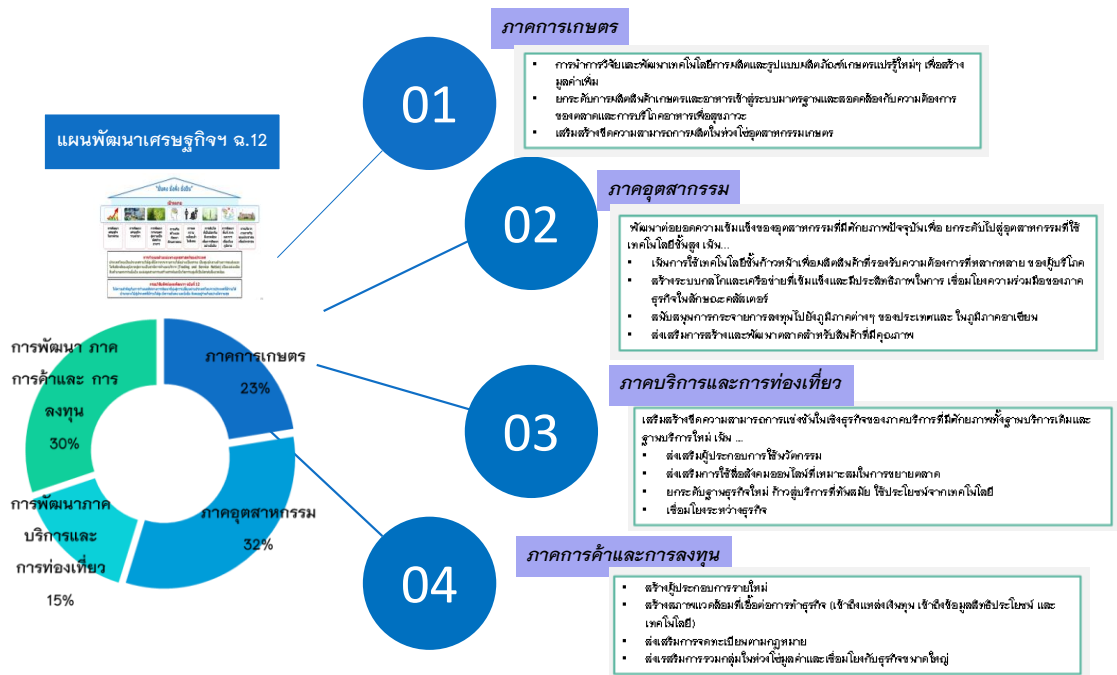 แผนพัฒนาเศรษฐกิจฯ ฉ.12
"มั่นคง มั่งคั่ง ยั่งยืน"
การพัฒนา ภาค
การค้าและ การ
ลงทุน
30%
ภาคการเกษตร
23%
การพัฒนาภาค
บริการและ
การท่องเที่ยว
15%
ภาคอุตสาหกรรม
32%
01
ภาคการเกษตร
▪ การนำการวิจัยและพัฒนาเทคโนโลยีการผลิตและรูปแบบผลิตภัณฑ์เกษตรแปรรู้ใหม่ๆ เพื่อสร้าง
มูลค่าเพิ่ม
▪ ยกระดับการผลิตสินค้าเกษตรและอาหารเข้าสู่ระบบมาตรฐานและสอดคล้องกับความต้องการ
ของตลาดและการบริโภคอาหารเพื่อสุขภาวะ
▪ เสริมสร้างขีดความสามารถการผลิตในห่วงโซ่อุตสาหกรรมเกษตร
02
ภาคอุตสากรรม
พัฒนาต่อยอดความเข้มแข็งของอุตสาหกรรมที่มีศักยภาพปัจจุบันเพื่อ ยกระดับไปสู่อุตสาหกรรมที่ใช้
เทคโนโลยีชั้นสูง เน้น...
▪ เน้นการใช้เทคโนโลยีขั้นก้าวหน้าเพื่อผลิตสินค้าที่รองรับความต้องการที่หลากหลาย ของผู้บริโภค
▪ สร้างระบบกลไกและเครือข่ายที่เข้มแข็งและมีประสิทธิภาพในการ เชื่อมโยงความร่วมมือของภาค
ธุรกิจในลักษณะคลัสเตอร์
▪ สนับสนุนการกระจายการลงทุนไปยังภูมิภาคต่างๆ ของประเทศและ ในภูมิภาคอาเซียน
▪ ส่งเสริมการสร้างและพัฒนาตลาดสำหรับสินค้าที่มีคุณภาพ
03
ภาคบริการและการท่องเที่ยว
เสริมสร้างขีดความสามารถการแข่งขันในเชิงธุรกิจของภาคบริการที่มีศักยภาพทั้งฐานบริการเดิมและ
ฐานบริการใหม่ เน้น ...
▪ ส่งเสริมผู้ประกอบการใช้นวัตกรรม
▪ ส่งเสริมการใช้สื่อสังคมออนไลน์ที่เหมาะสมในการขยายตลาด
▪ ยกระดับฐานธุรกิจใหม่ ก้าวสู่บริการที่ทันสมัย ใช้ประโยชน์จากเทคโนโลยี
▪ เชื่อมโยงระหว่างธุรกิจ
04
ภาคการค้าและการลงทุน
▪ สร้างผู้ประกอบการรายใหม่
▪ สร้างสภาพแวดล้อมที่เอื้อต่อการทำธุรกิจ (เข้าถึงแหล่งเงินทุน เข้าถึงข้อมูลสิทธิประโยชน์ และ
เทคโนโลยี)
▪ ส่งเสริมการจดทะเบียนตามกฎหมาย
▪ ส่งเรสริมการรวมกลุ่มในห่วงโซ่มูลค่าและเชื่อมโยงกับธุรกิจขนาดใหญ่